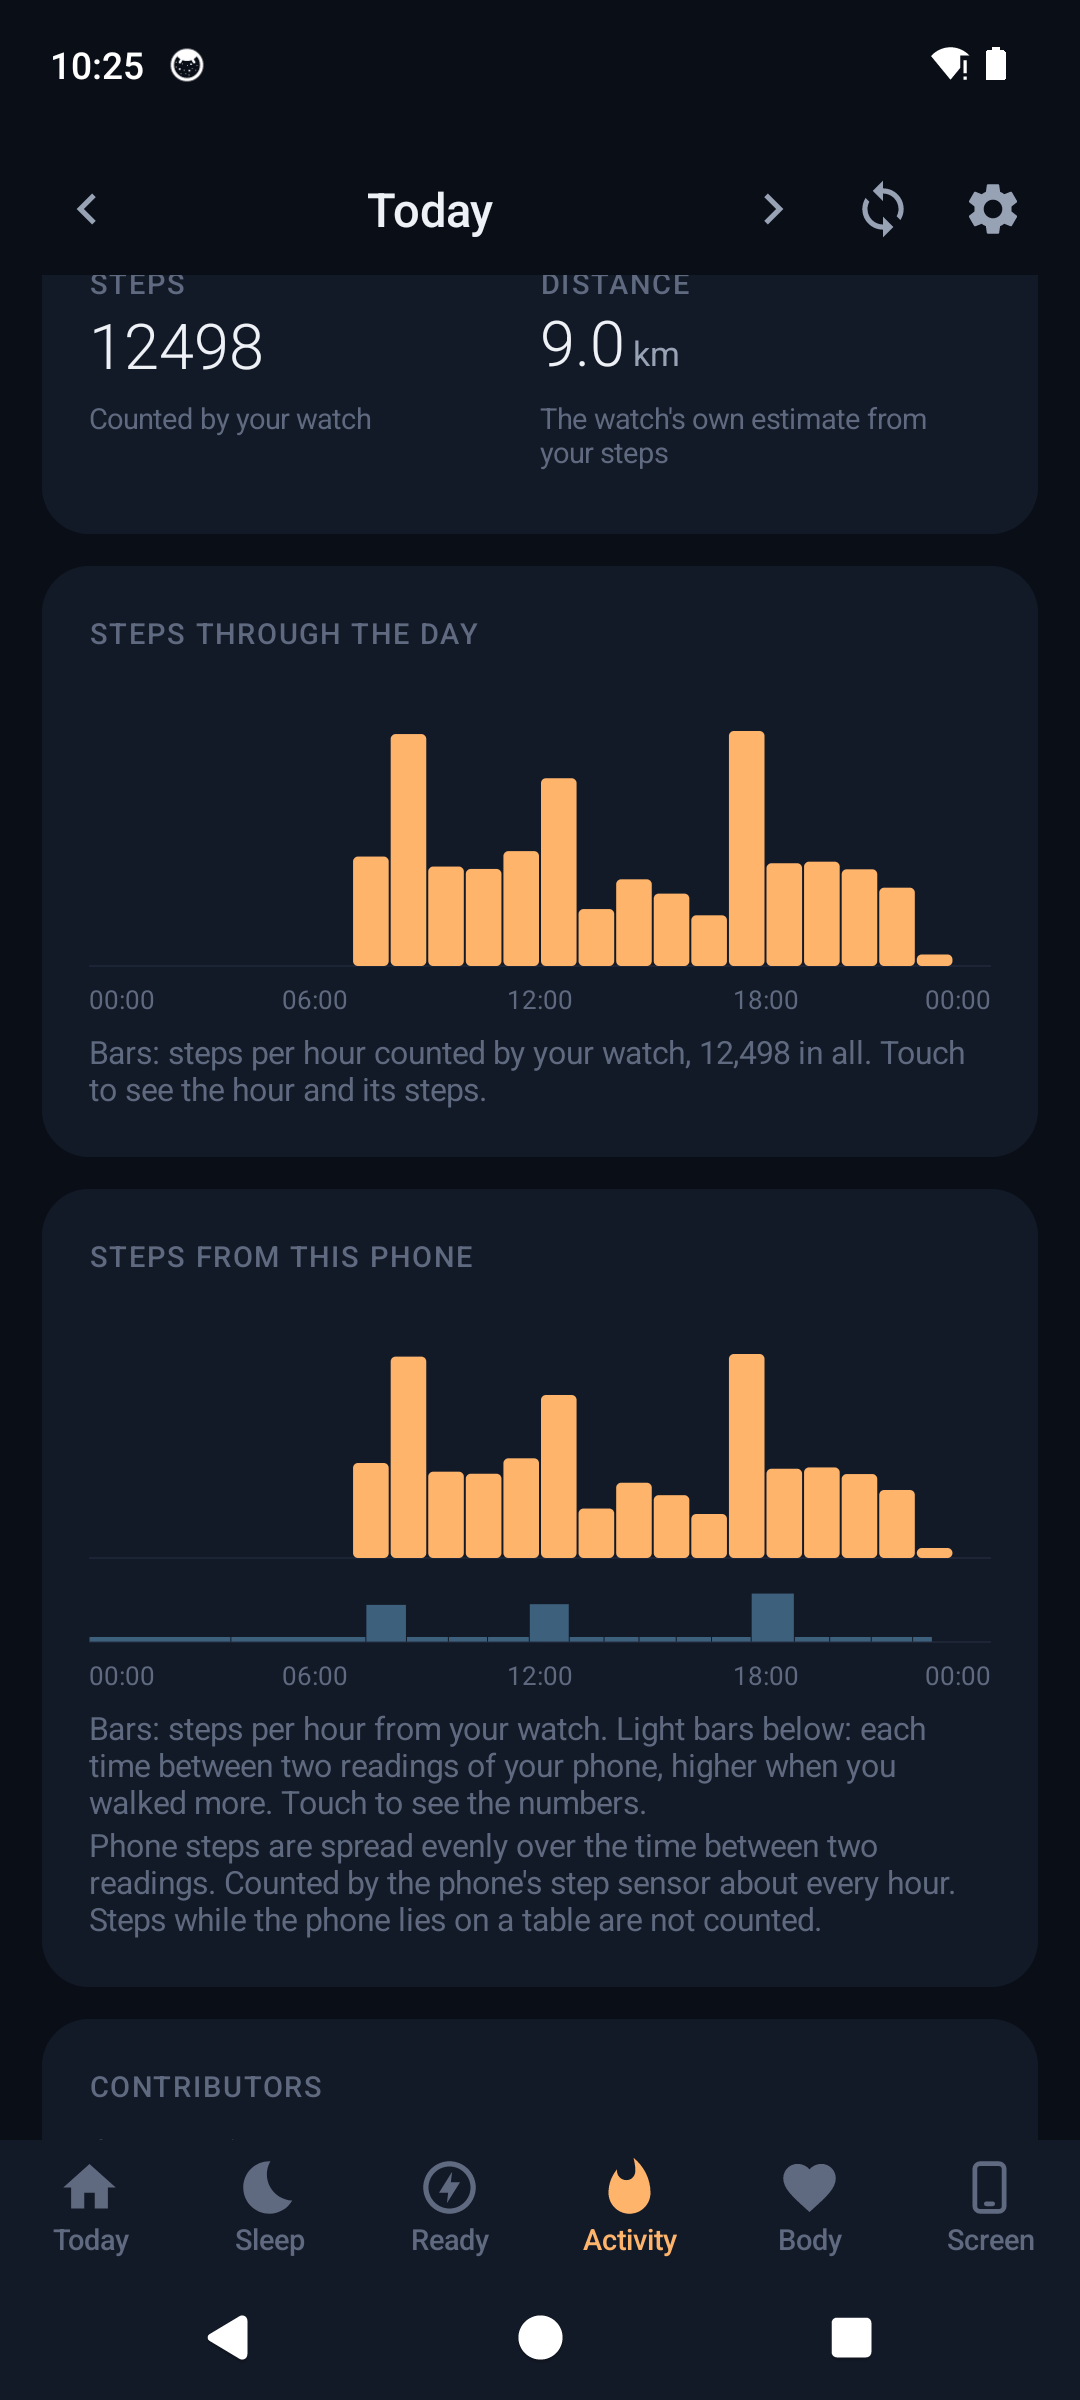 10:25
Today
STEPS
DISTANCE
12498
9.0 km
Counted by your watch
The watch's own estimate from
your steps
STEPS THROUGH THE DAY
00:00 06:00 12:00 18:00 00:00
Bars: steps per hour counted by your watch, 12,498 in all. Touch
to see the hour and its steps.
STEPS FROM THIS PHONE
00:00 06:00 12:00 18:00 00:00
Bars: steps per hour from your watch. Light bars below: each
time between two readings of your phone, higher when you
walked more. Touch to see the numbers.
Phone steps are spread evenly over the time between two
readings. Counted by the phone's step sensor about every hour.
Steps while the phone lies on a table are not counted.
CONTRIBUTORS
Today Sleep Ready Activity Body Screen